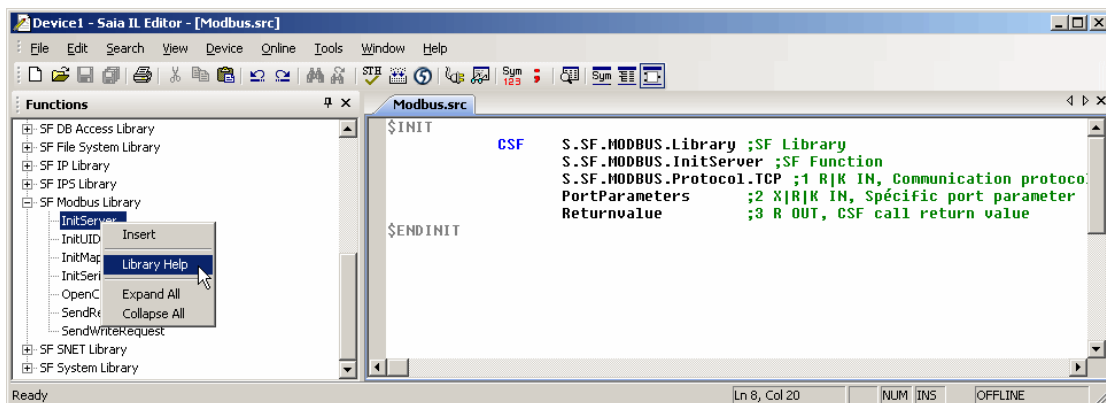 Device1 - Saia IL Editor - [Modbus.src]
File Edit Search View Device Online Tools Window Help
STH Sym 123 Sym
Functions
Modbus.src
SF DB Access Library
SF File System Library
SF IP Library
SF IPS Library
SF Modbus Library
InitServer
InitUID
InitMap
InitSeri
OpenC
SendRe
SendWriteRequest
SF SNET Library
SF System Library
Insert
Library Help
Expand All
Collapse All
$INIT
CSF S.SF.MODBUS.Library ;SF Library
S.SF.MODBUS.InitServer ;SF Function
S.SF.MODBUS.Protocol.TCP ;1 R|K IN, Communication protoco
PortParameters ;2 X|R|K IN, Spécific port parameter
Returnvalue ;3 R OUT, CSF call return value
$ENDINIT
Ready Ln 8, Col 20 NUM INS OFFLINE